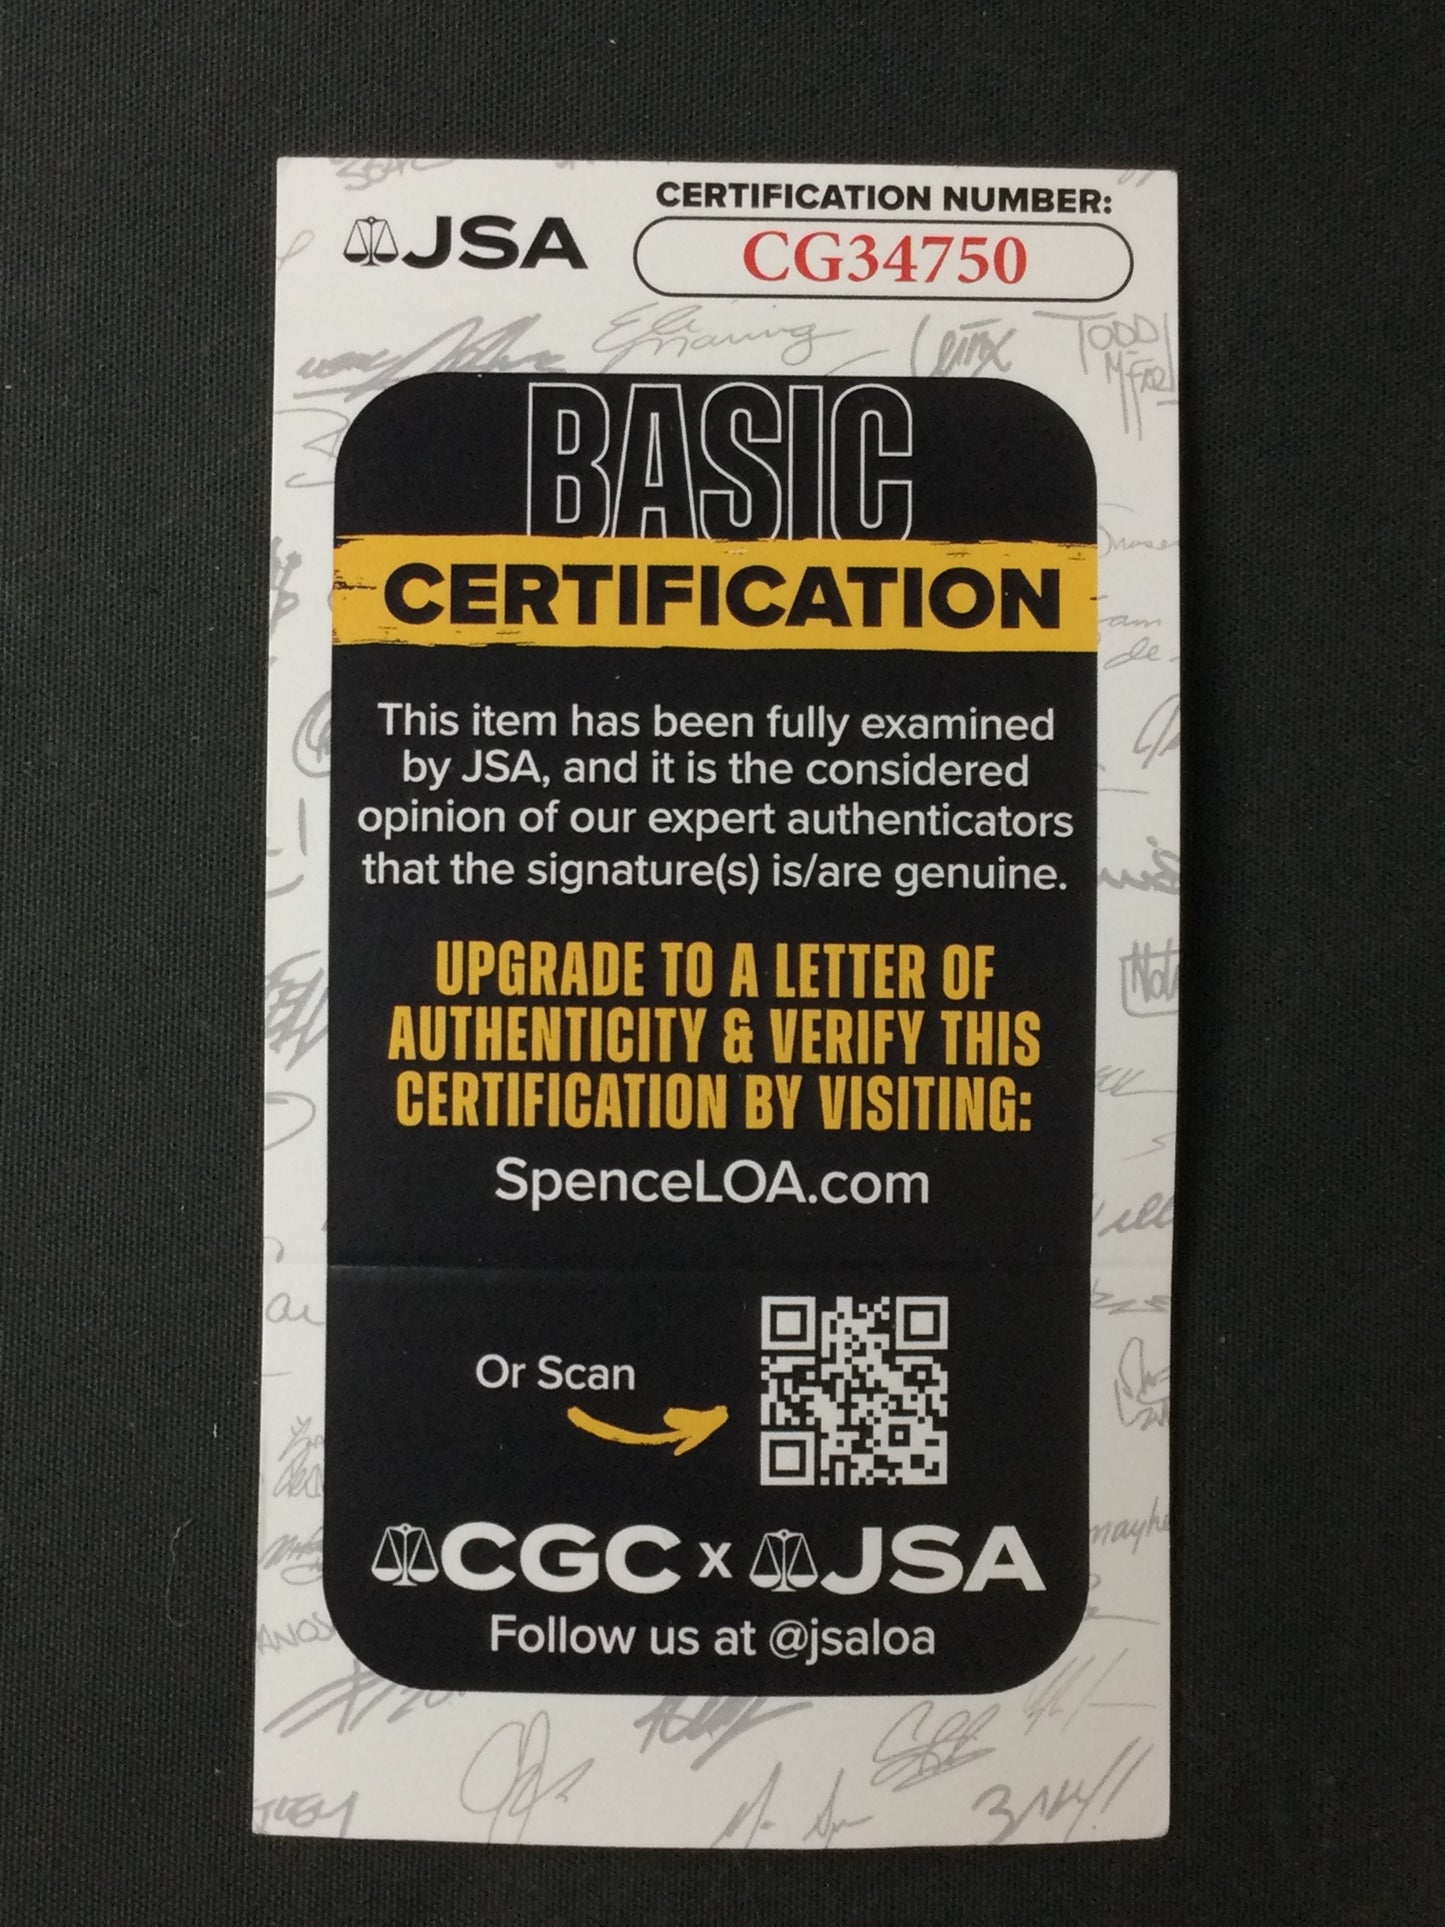 JSA
CERTIFICATION NUMBER:
CG34750
TODD
BASIC
CERTIFICATION
This item has been fully examined
by JSA, and it is the considered
opinion of our expert authenticators
that the signature(s) is/are genuine.
UPGRADE TO A LETTER OF
AUTHENTICITY & VERIFY THIS
CERTIFICATION BY VISITING:
SpenceLOA.com
Or Scan
CGC x JSA
Follow us at @jsaloa